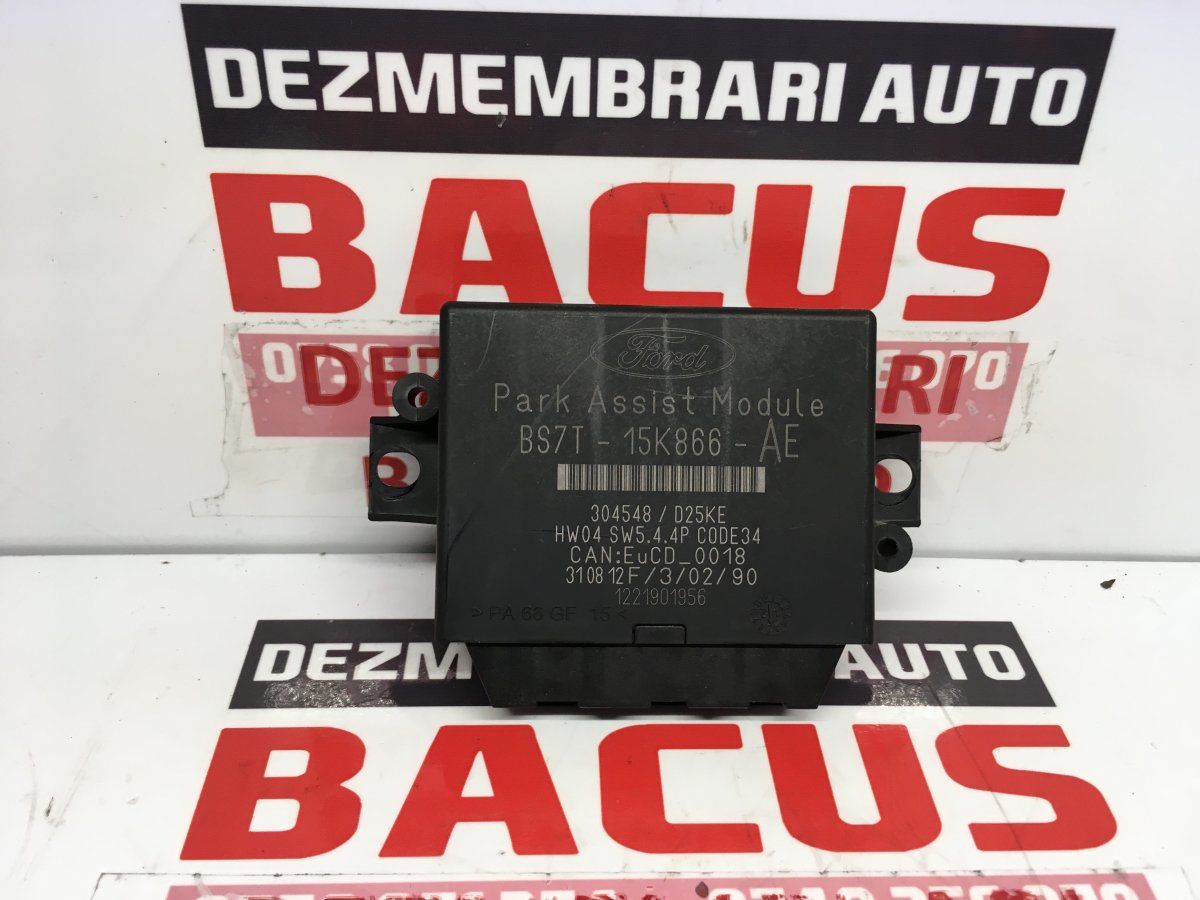 DEZMEMBRARI AUTO
BACUS
Ford
Park Assist Module
BS7T - 15K866 - AE
304548 / D25KE
HW04 SW5.4.4P CODE34
CAN:EuCD_0018
310812F/3/02/90
1221901956
> PA 66 GF 15 <
DEZMEMBRARI AUTO
BACUS